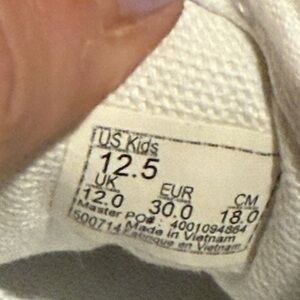 US Kids
12.5
UK EUR CM
12.0 30.0 18.0
Master PO#: 4001094864
Made in Vietnam
500714 Fabriqué en Vietnam